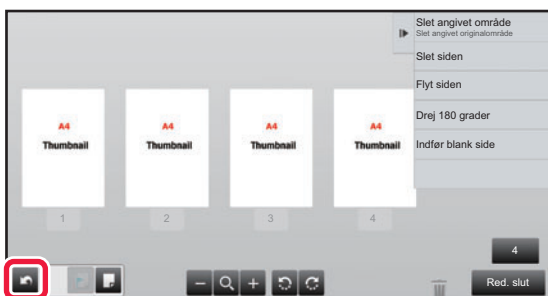 Slet angivet område
Slet angivet originalområde
Slet siden
Flyt siden
Drej 180 grader
Indfør blank side
A4
Thumbnail
A4
Thumbnail
A4
Thumbnail
A4
Thumbnail
1
2
3
4
4
Red. slut